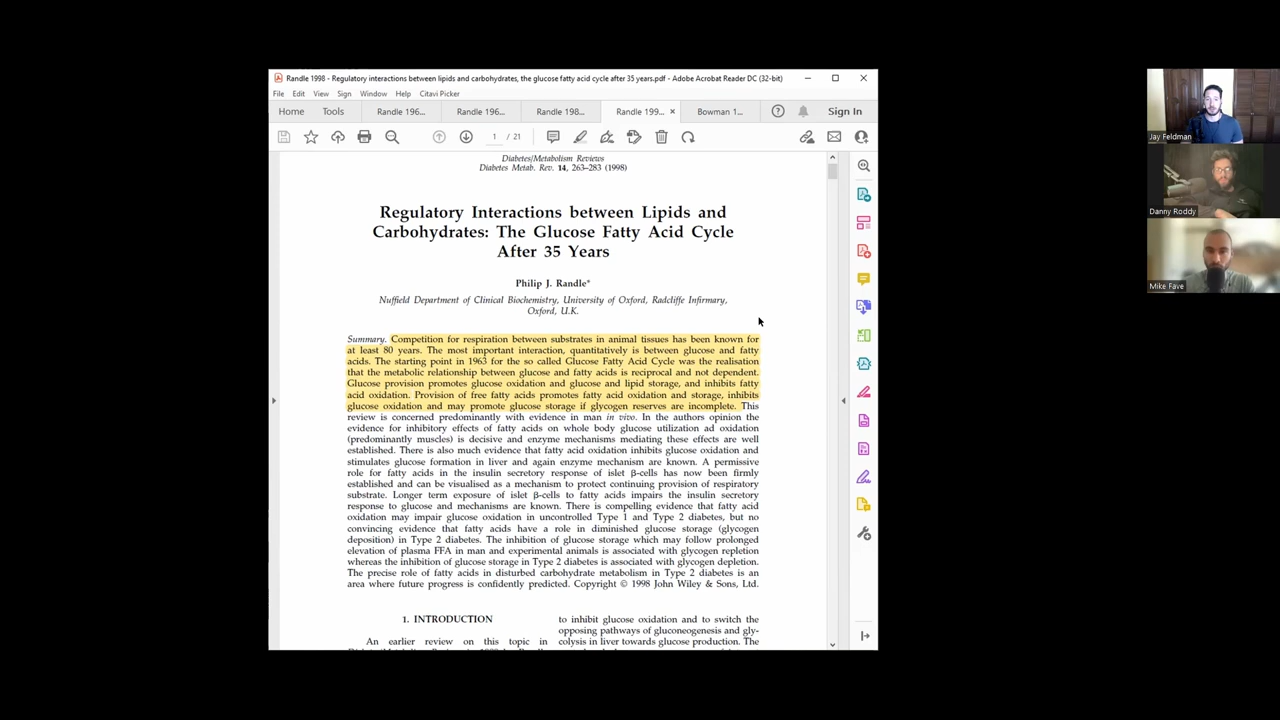 Randle 1998 - Regulatory interactions between lipids and carbohydrates, the glucose fatty acid cycle after 35 years.pdf - Adobe Acrobat Reader DC (32-bit)
File Edit View Sign Window Help Citavi Picker
Home Tools Randle 196... Randle 196... Randle 198... Randle 199... × Bowman 1... Sign In
1 / 21
Diabetes/Metabolism Reviews
Diabetes Metab. Rev. 14, 263–283 (1998)
Regulatory Interactions between Lipids and
Carbohydrates: The Glucose Fatty Acid Cycle
After 35 Years
Philip J. Randle*
Nuffield Department of Clinical Biochemistry, University of Oxford, Radcliffe Infirmary,
Oxford, U.K.
Summary. Competition for respiration between substrates in animal tissues has been known for
at least 80 years. The most important interaction, quantitatively is between glucose and fatty
acids. The starting point in 1963 for the so called Glucose Fatty Acid Cycle was the realisation
that the metabolic relationship between glucose and fatty acids is reciprocal and not dependent.
Glucose provision promotes glucose oxidation and glucose and lipid storage, and inhibits fatty
acid oxidation. Provision of free fatty acids promotes fatty acid oxidation and storage, inhibits
glucose oxidation and may promote glucose storage if glycogen reserves are incomplete. This
review is concerned predominantly with evidence in man in vivo. In the authors opinion the
evidence for inhibitory effects of fatty acids on whole body glucose utilization ad oxidation
(predominantly muscles) is decisive and enzyme mechanisms mediating these effects are well
established. There is also much evidence that fatty acid oxidation inhibits glucose oxidation and
stimulates glucose formation in liver and again enzyme mechanism are known. A permissive
role for fatty acids in the insulin secretory response of islet β-cells has now been firmly
established and can be visualised as a mechanism to protect continuing provision of respiratory
substrate. Longer term exposure of islet β-cells to fatty acids impairs the insulin secretory
response to glucose and mechanisms are known. There is compelling evidence that fatty acid
oxidation may impair glucose oxidation in uncontrolled Type 1 and Type 2 diabetes, but no
convincing evidence that fatty acids have a role in diminished glucose storage (glycogen
deposition) in Type 2 diabetes. The inhibition of glucose storage which may follow prolonged
elevation of plasma FFA in man and experimental animals is associated with glycogen repletion
whereas the inhibition of glucose storage in Type 2 diabetes is associated with glycogen depletion.
The precise role of fatty acids in disturbed carbohydrate metabolism in Type 2 diabetes is an
area where future progress is confidently predicted. Copyright © 1998 John Wiley & Sons, Ltd.
1. INTRODUCTION
An earlier review on this topic in
to inhibit glucose oxidation and to switch the
opposing pathways of gluconeogenesis and gly-
colysis in liver towards glucose production. The
Jay Feldman
Danny Roddy
Mike Fave